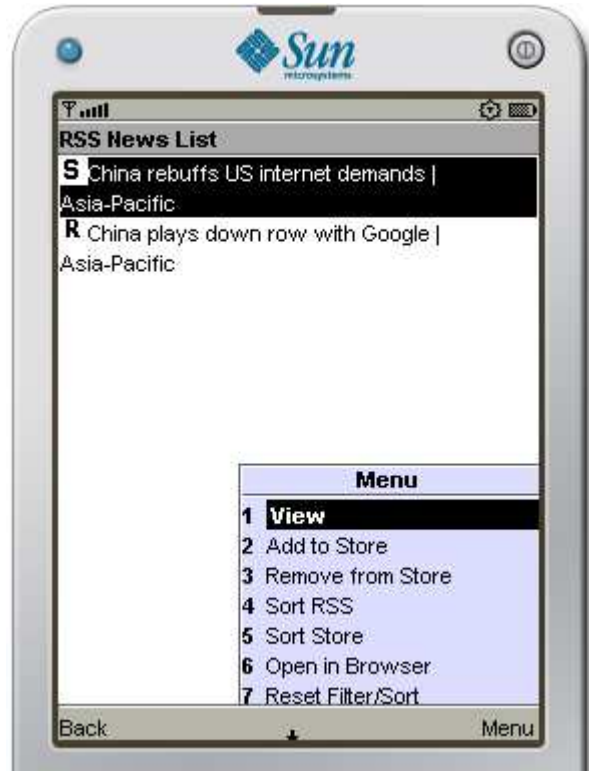 Sun
microsystems
RSS News List
S China rebuffs US internet demands |
Asia-Pacific
R China plays down row with Google |
Asia-Pacific
Menu
1 View
2 Add to Store
3 Remove from Store
4 Sort RSS
5 Sort Store
6 Open in Browser
7 Reset Filter/Sort
Back Menu